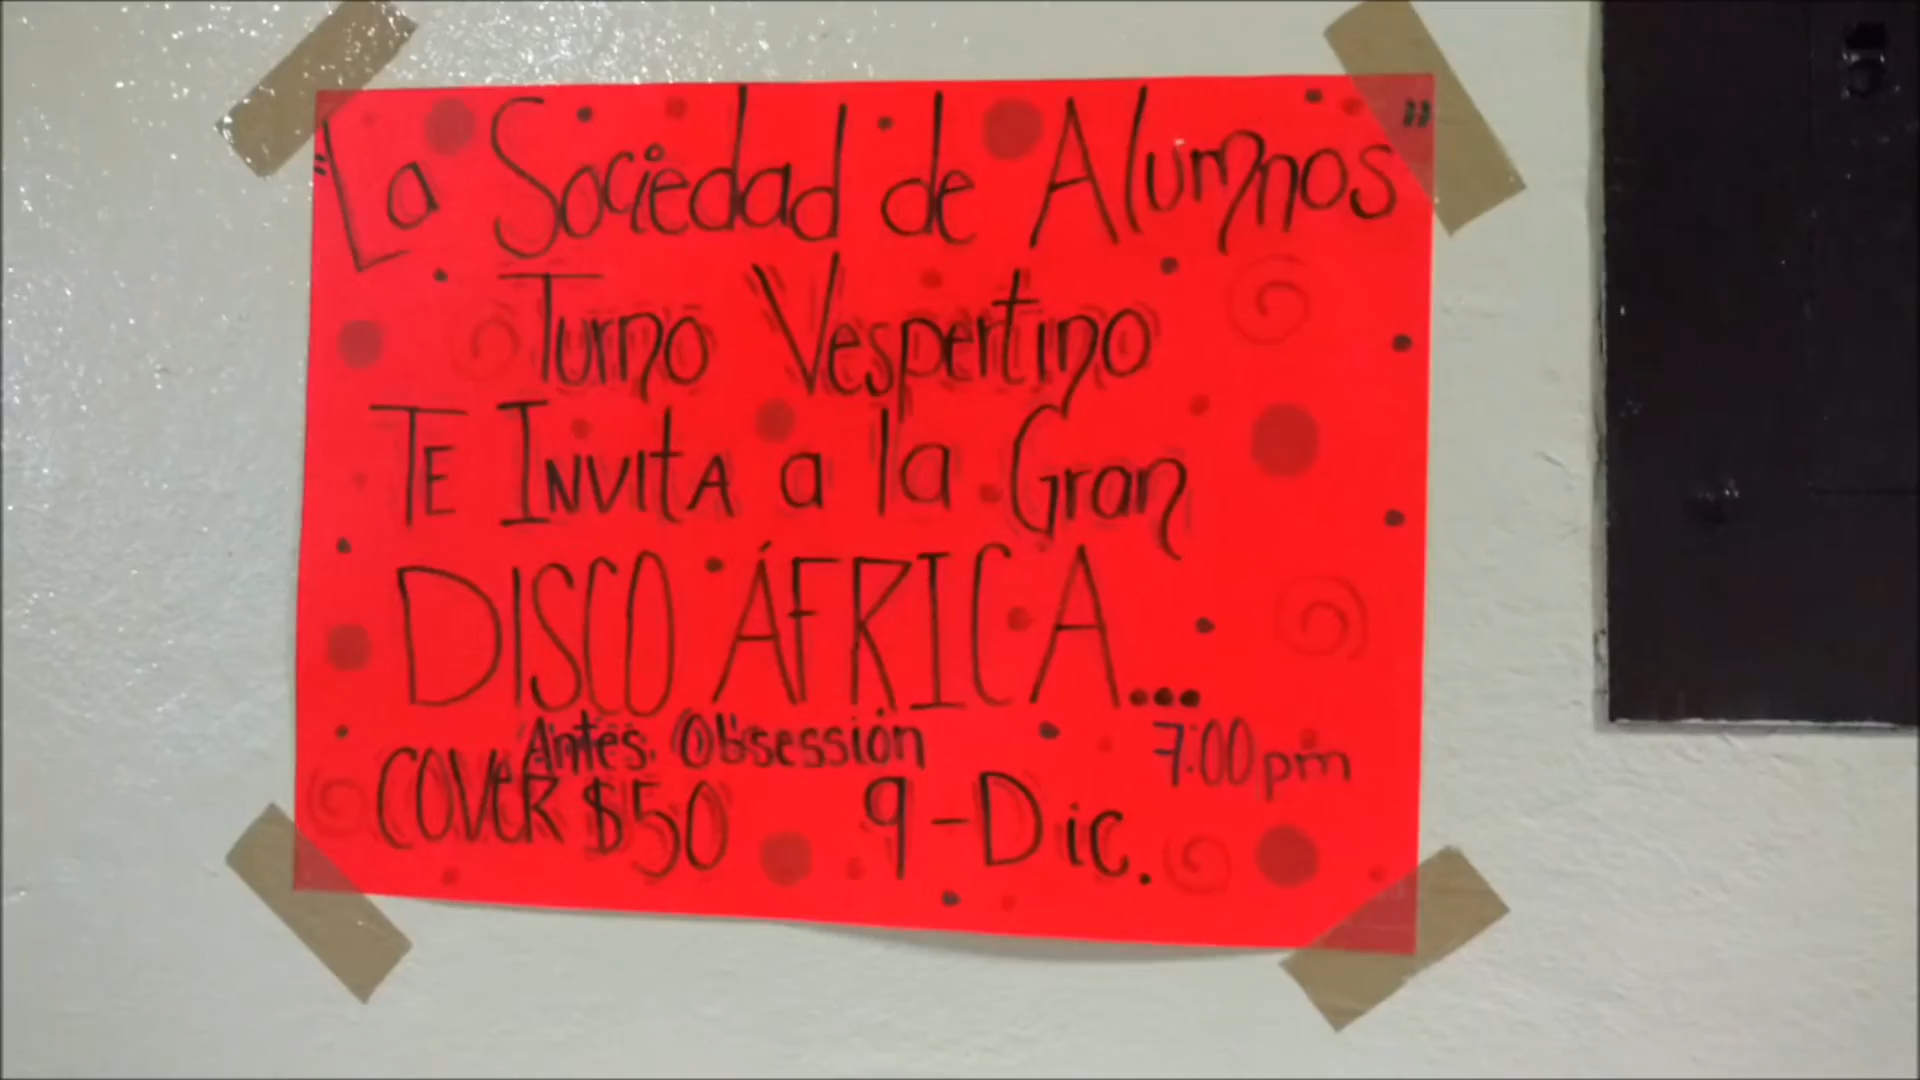 "La Sociedad de Alumnos"
Turno Vespertino
TE INVItA a la Gran
DISCO ÁFRICA...
Antes. Obsessión 7:00 pm
COVER $50 9-Dic.